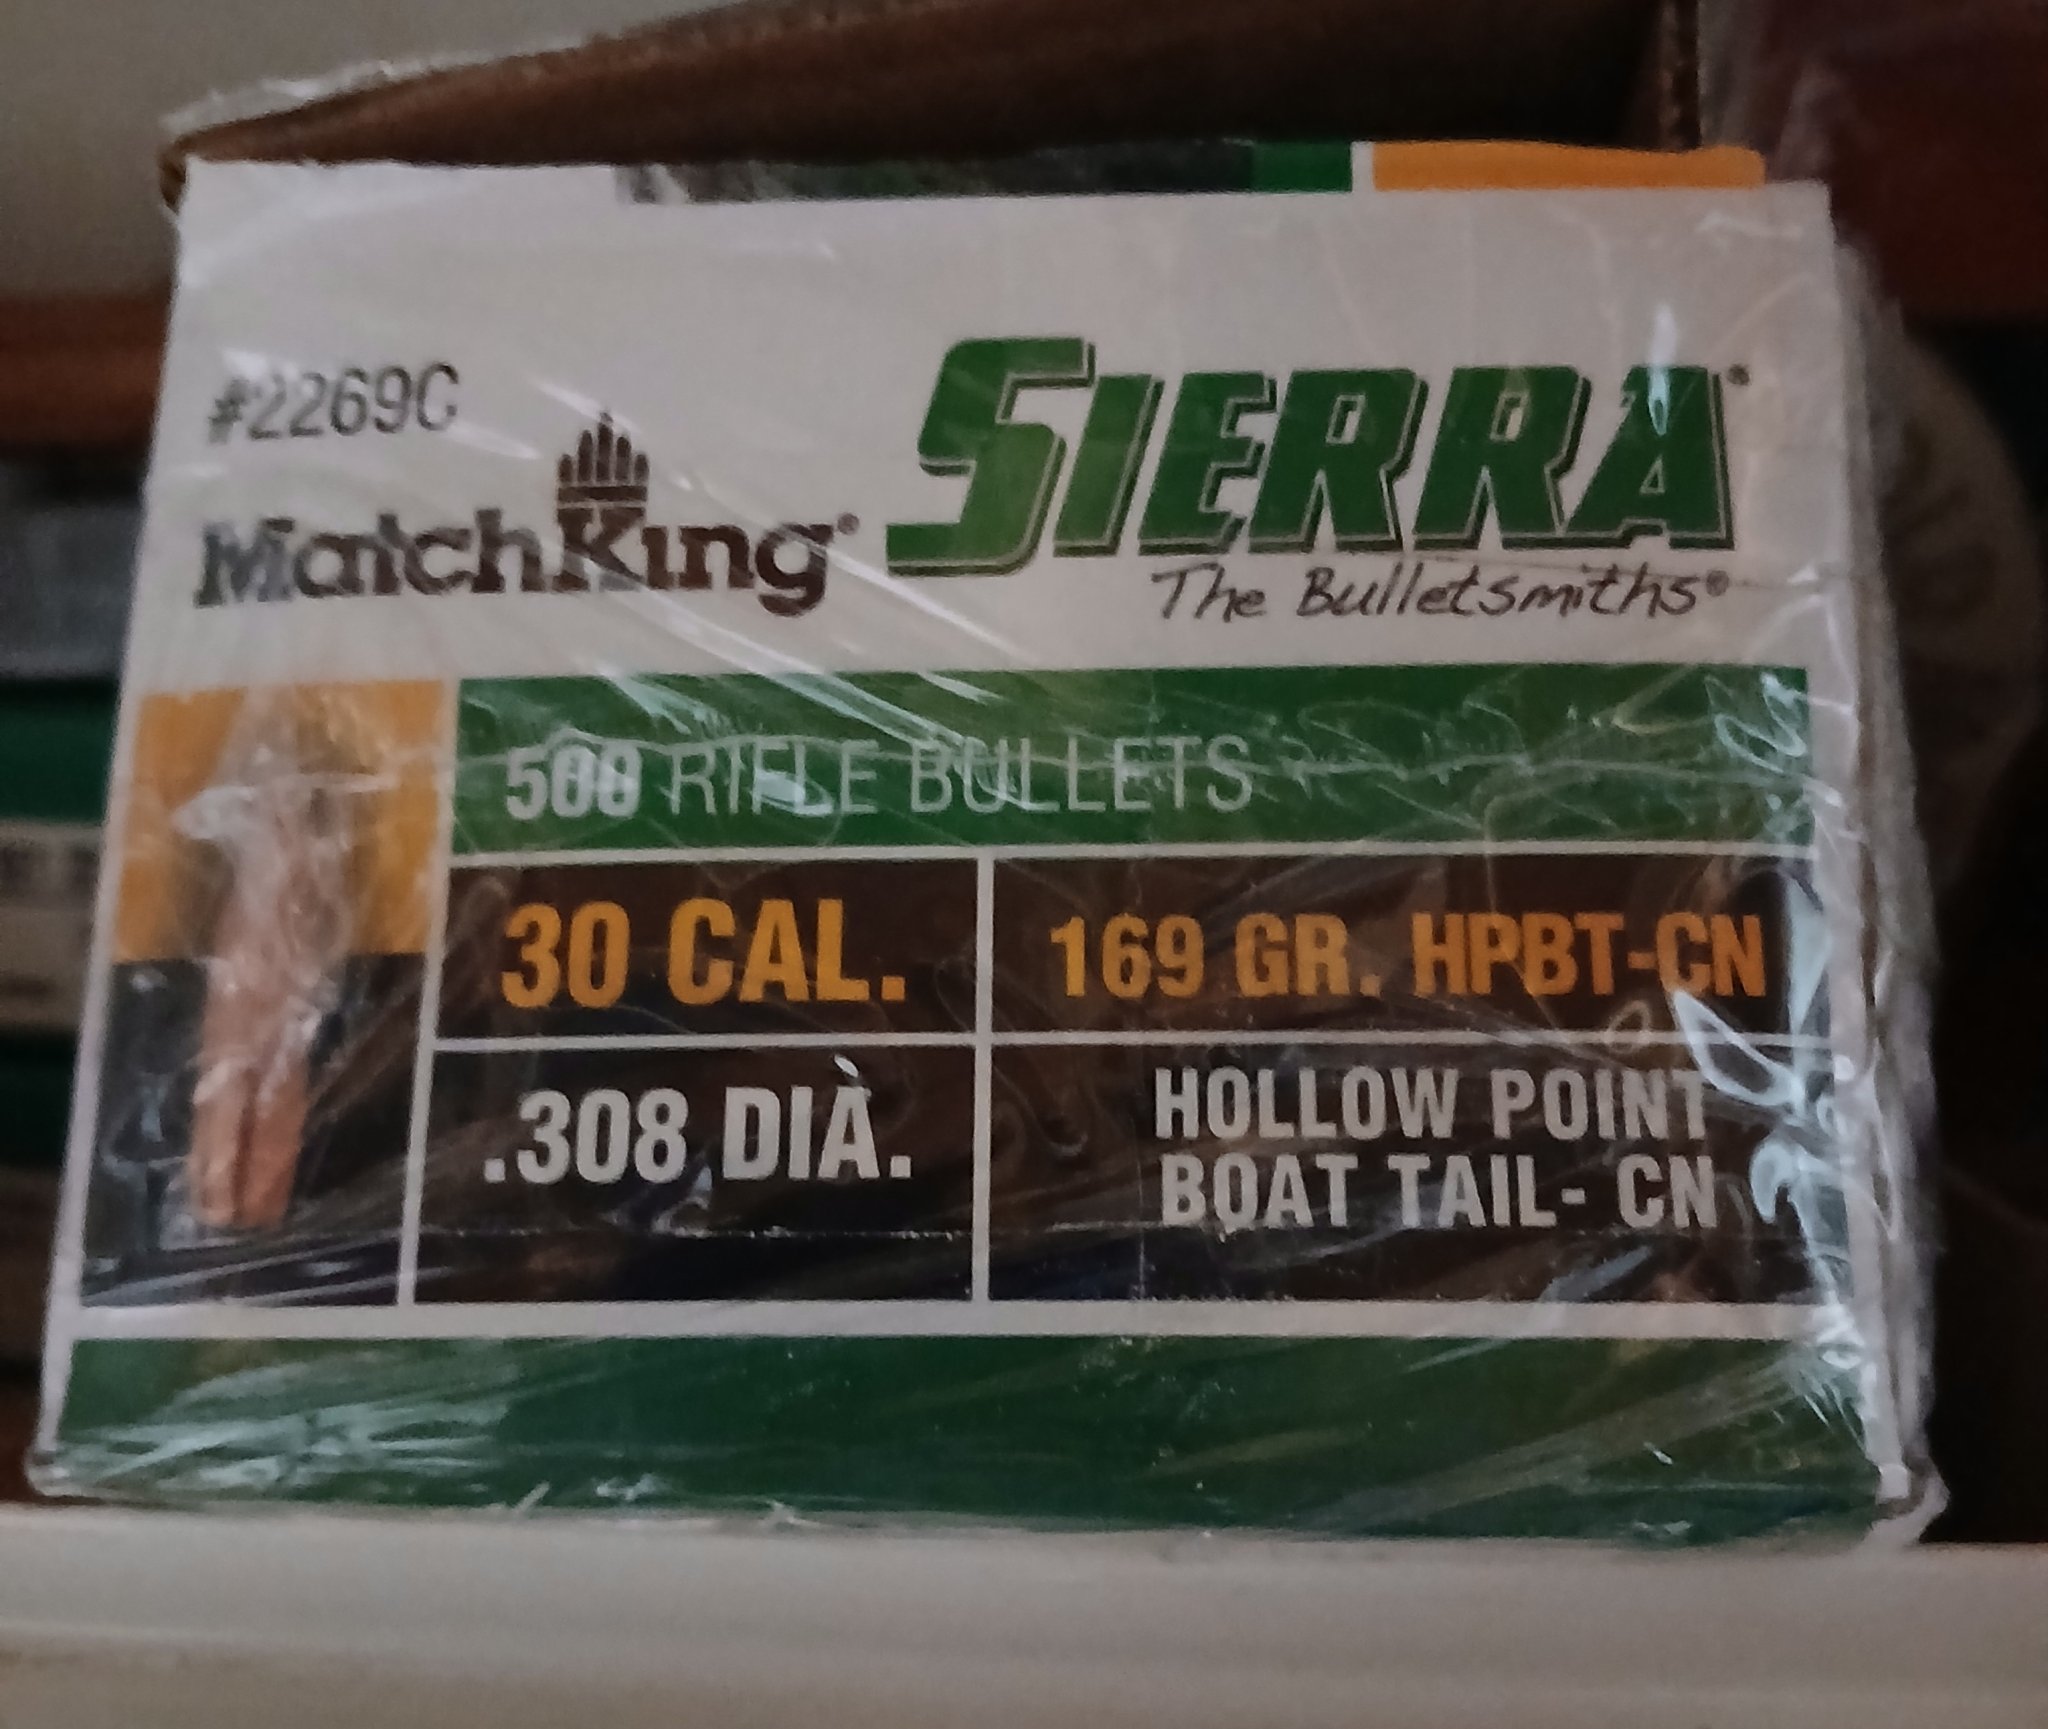 #2269C
MatchKing®
SIERRA®
The Bulletsmiths®
500 RIFLE BULLETS
30 CAL.
169 GR. HPBT-CN
.308 DIA.
HOLLOW POINT
BOAT TAIL- CN